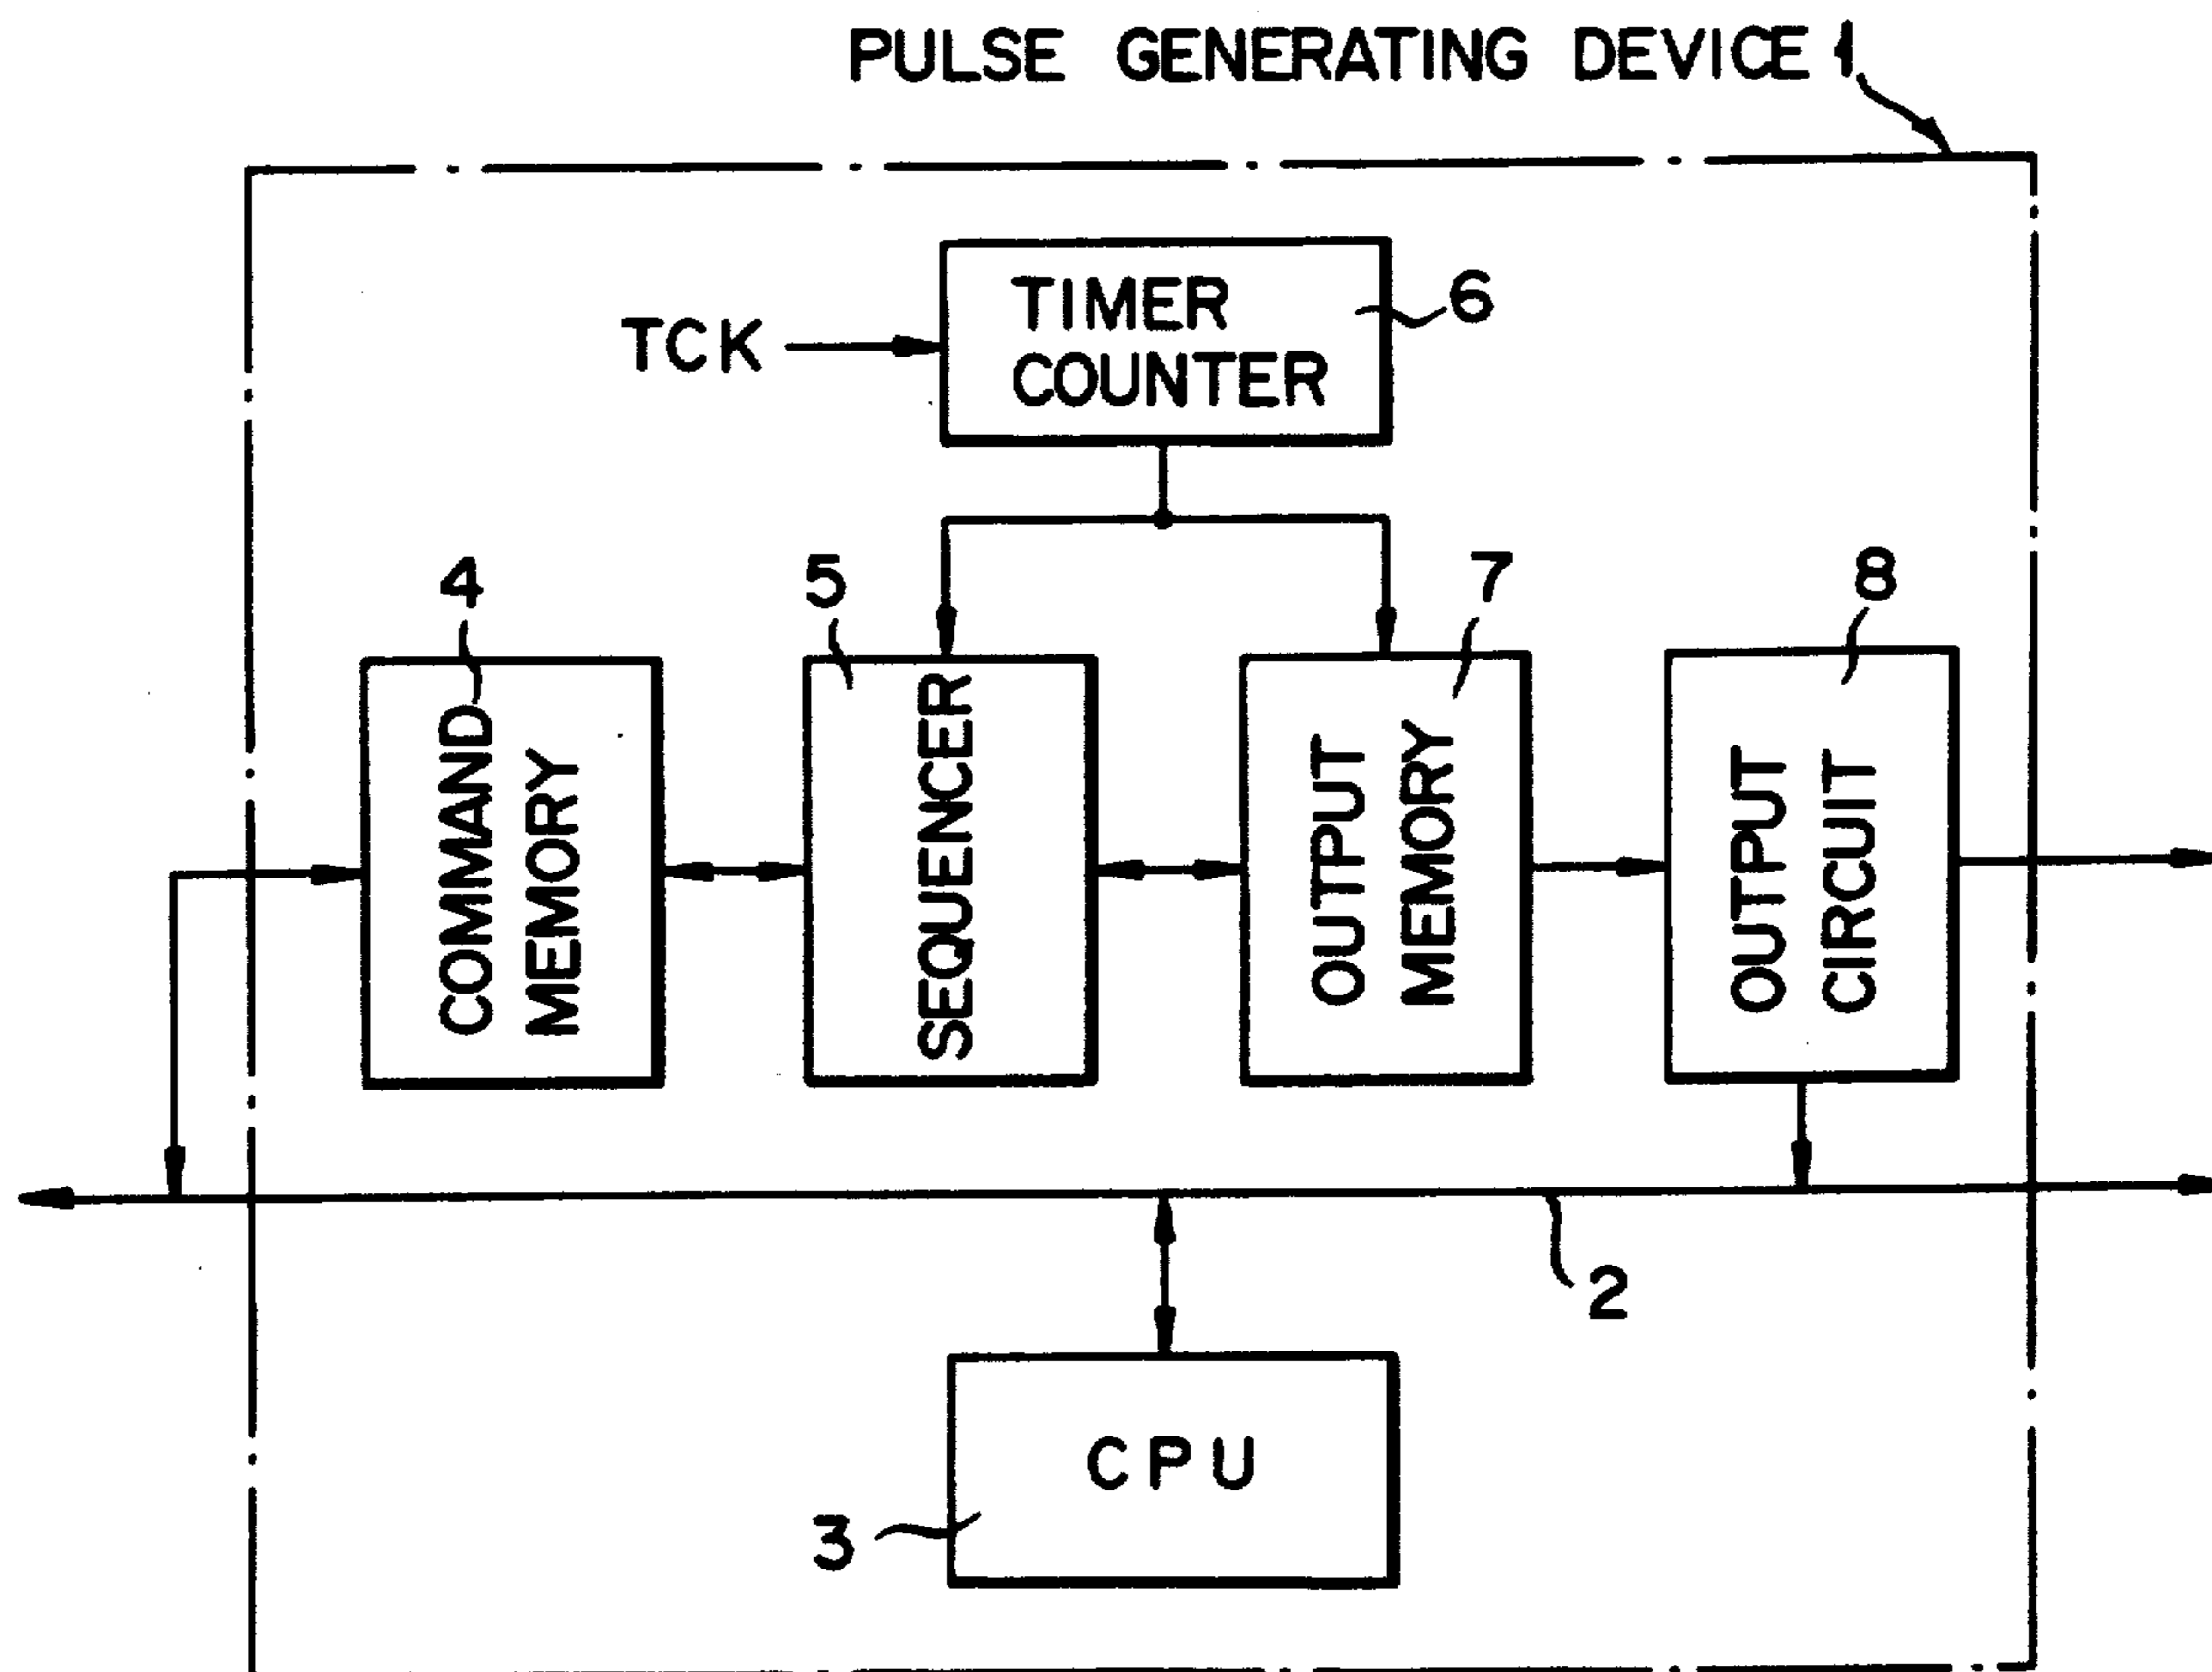 PULSE GENERATING DEVICE 1
TIMER
COUNTER
6
TCK
4
5
7
8
COMMAND
MEMORY
SEQUENCER
OUTPUT
MEMORY
OUTPUT
CIRCUIT
2
CPU
3